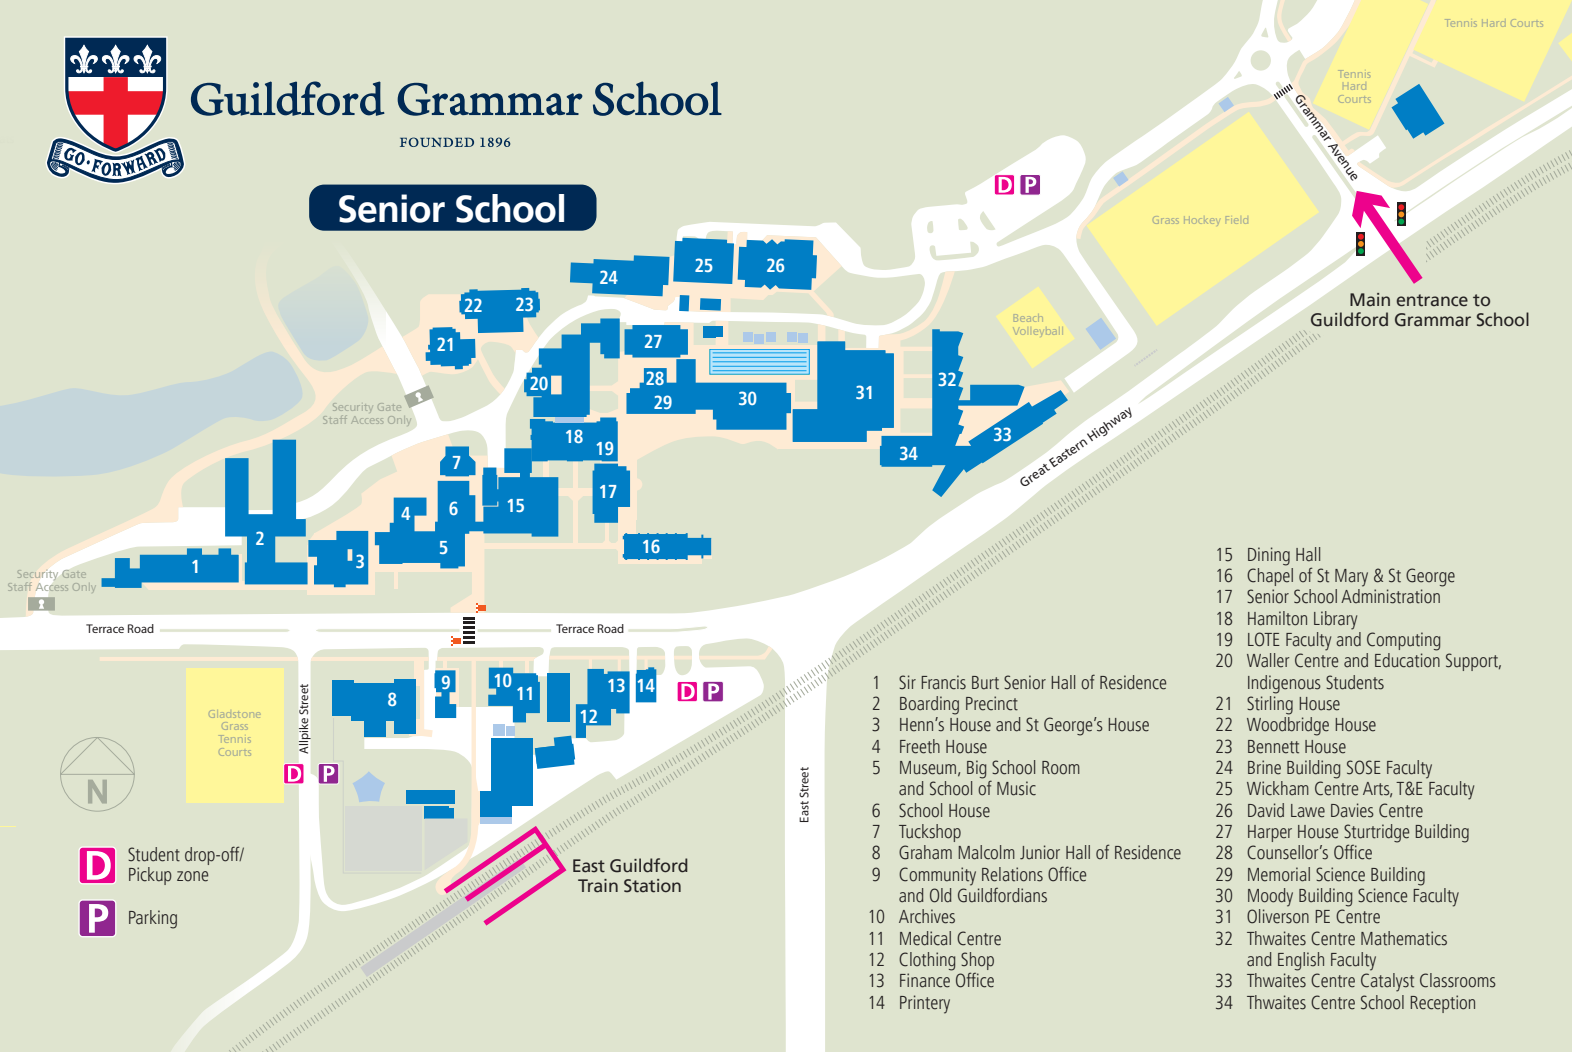 Guildford Grammar School
FOUNDED 1896
GO·FORWARD
Senior School
Tennis Hard Courts
Tennis
Hard
Courts
Grammar Avenue
D P
Grass Hockey Field
Main entrance to
Guildford Grammar School
Beach
Volleyball
25
26
24
22
23
21
27
20
28
29
30
31
32
33
34
18
19
17
7
6
15
4
5
16
2
3
1
Security Gate
Staff Access Only
Security Gate
Staff Access Only
Great Eastern Highway
Terrace Road
Terrace Road
Allpike Street
East Street
8
9
10
11
12
13
14
D P
Gladstone
Grass
Tennis
Courts
D P
N
D Student drop-off/
Pickup zone
P Parking
East Guildford
Train Station
1 Sir Francis Burt Senior Hall of Residence
2 Boarding Precinct
3 Henn's House and St George's House
4 Freeth House
5 Museum, Big School Room
and School of Music
6 School House
7 Tuckshop
8 Graham Malcolm Junior Hall of Residence
9 Community Relations Office
and Old Guildfordians
10 Archives
11 Medical Centre
12 Clothing Shop
13 Finance Office
14 Printery
15 Dining Hall
16 Chapel of St Mary & St George
17 Senior School Administration
18 Hamilton Library
19 LOTE Faculty and Computing
20 Waller Centre and Education Support,
Indigenous Students
21 Stirling House
22 Woodbridge House
23 Bennett House
24 Brine Building SOSE Faculty
25 Wickham Centre Arts, T&E Faculty
26 David Lawe Davies Centre
27 Harper House Sturtridge Building
28 Counsellor's Office
29 Memorial Science Building
30 Moody Building Science Faculty
31 Oliverson PE Centre
32 Thwaites Centre Mathematics
and English Faculty
33 Thwaites Centre Catalyst Classrooms
34 Thwaites Centre School Reception